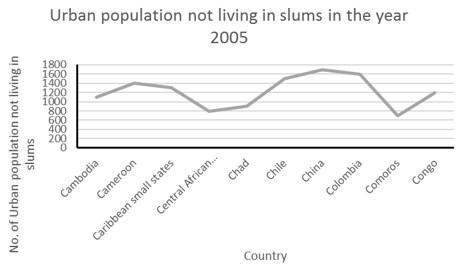 Urban population not living in slums in the year
2005
No. of Urban population not living in
slums
1800
1600
1400
1200
1000
800
600
400
200
0
Cambodia
Cameroon
Caribbean small states
Central African...
Chad
Chile
China
Colombia
Comoros
Congo
Country